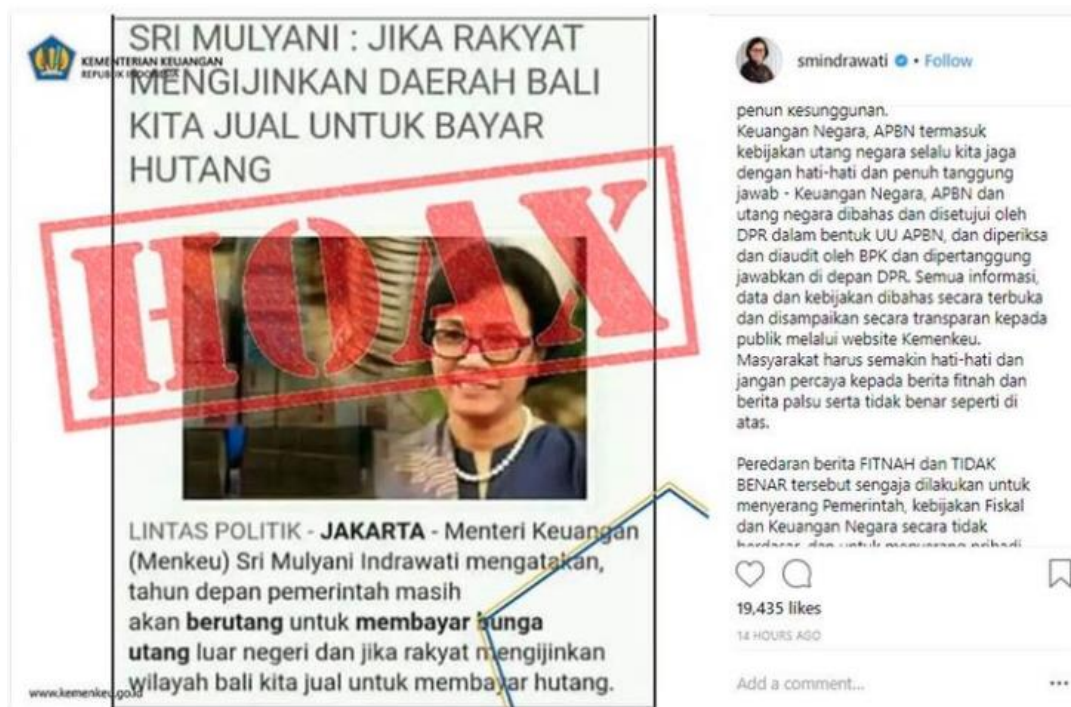 SRI MULYANI : JIKA RAKYAT
MENGIJINKAN DAERAH BALI
KITA JUAL UNTUK BAYAR
HUTANG
KEMENTERIAN KEUANGAN
REPUBLIK INDONESIA
HOAX
LINTAS POLITIK - JAKARTA - Menteri Keuangan
(Menkeu) Sri Mulyani Indrawati mengatakan,
tahun depan pemerintah masih
akan berutang untuk membayar bunga
utang luar negeri dan jika rakyat mengijinkan
wilayah bali kita jual untuk membayar hutang.
www.kemenkeu.go.id
smindrawati • Follow
penuh kesungguhan.
Keuangan Negara, APBN termasuk
kebijakan utang negara selalu kita jaga
dengan hati-hati dan penuh tanggung
jawab - Keuangan Negara, APBN dan
utang negara dibahas dan disetujui oleh
DPR dalam bentuk UU APBN, dan diperiksa
dan diaudit oleh BPK dan dipertanggung
jawabkan di depan DPR. Semua informasi,
data dan kebijakan dibahas secara terbuka
dan disampaikan secara transparan kepada
publik melalui website Kemenkeu.
Masyarakat harus semakin hati-hati dan
jangan percaya kepada berita fitnah dan
berita palsu serta tidak benar seperti di
atas.
Peredaran berita FITNAH dan TIDAK
BENAR tersebut sengaja dilakukan untuk
menyerang Pemerintah, kebijakan Fiskal
dan Keuangan Negara secara tidak
berdasar, dan untuk menyerang pribadi
19,435 likes
14 HOURS AGO
Add a comment...